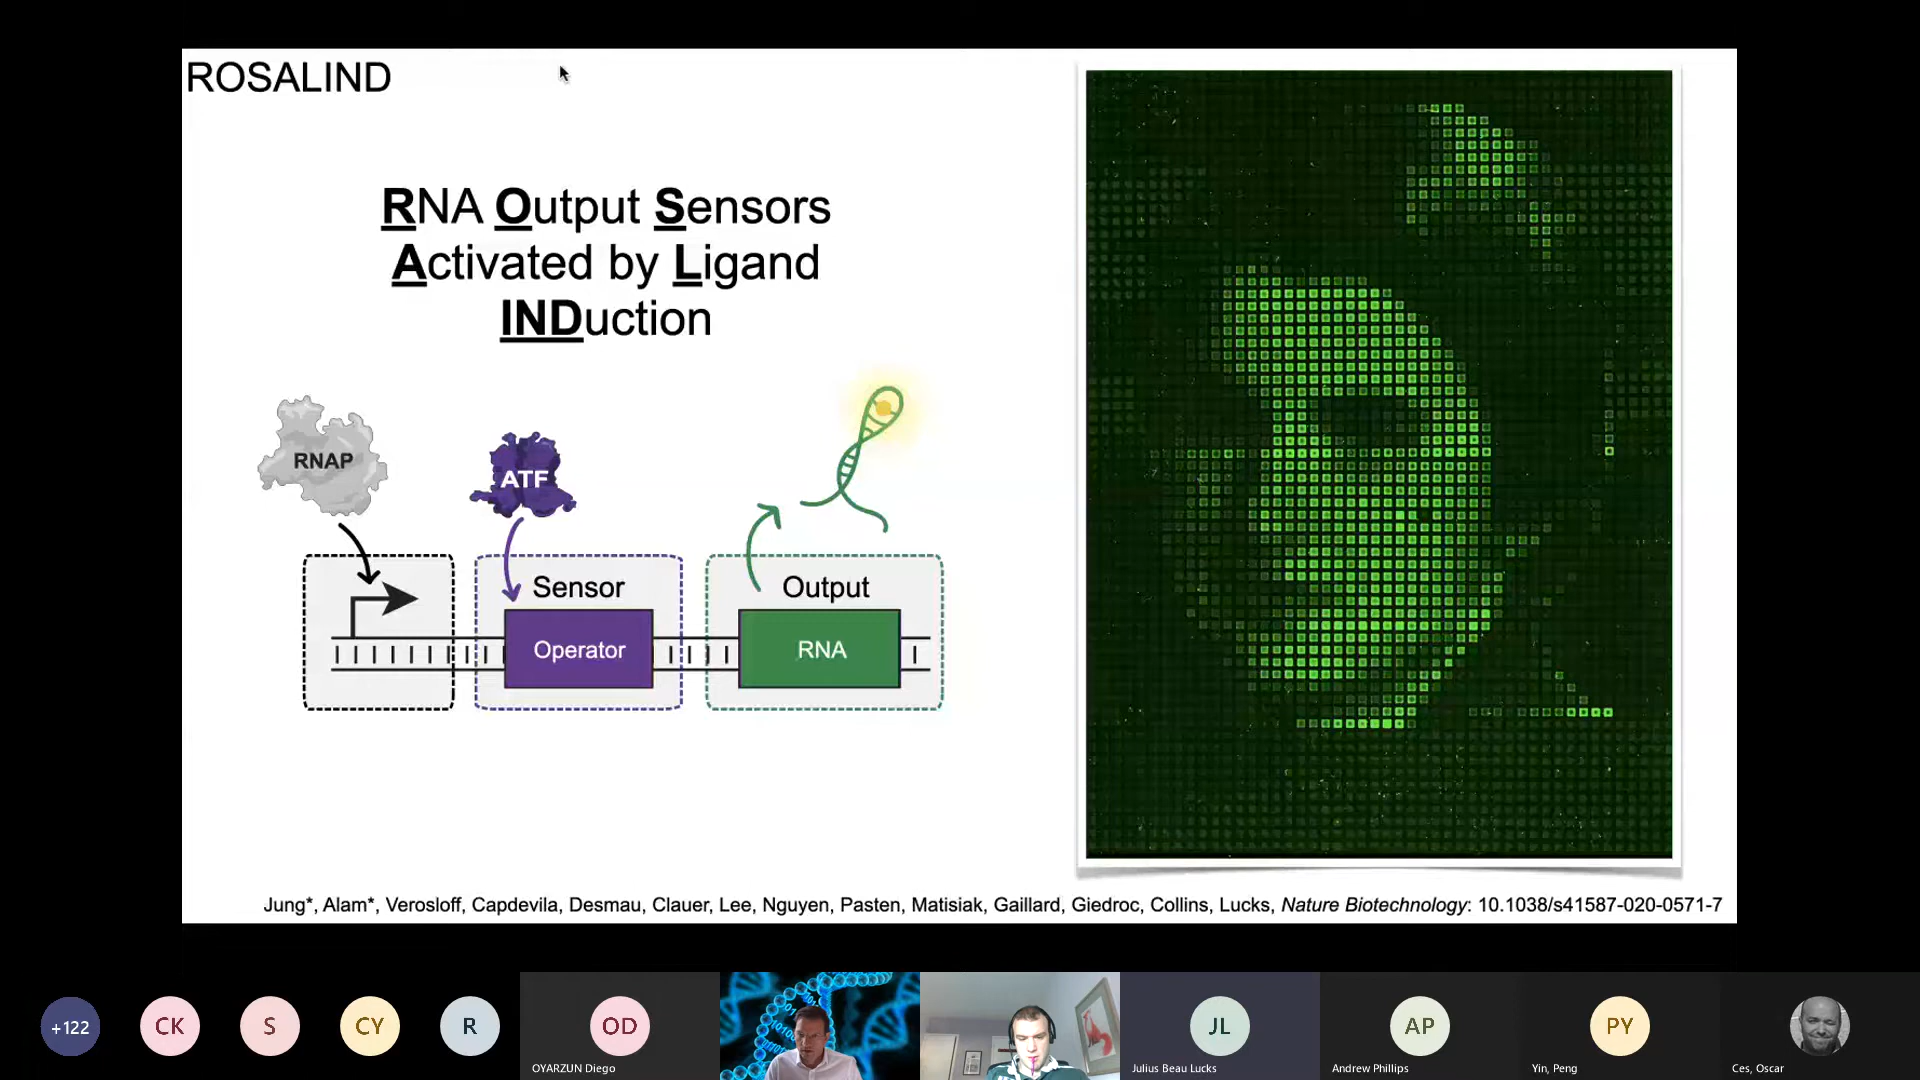 ROSALIND
RNA Output Sensors
Activated by Ligand
INDuction
RNAP
ATF
Sensor
Output
Operator
RNA
Jung*, Alam*, Verosloff, Capdevila, Desmau, Clauer, Lee, Nguyen, Pasten, Matisiak, Gaillard, Giedroc, Collins, Lucks, Nature Biotechnology: 10.1038/s41587-020-0571-7
+122
CK
S
CY
R
OD
JL
AP
PY
OYARZUN Diego
Julius Beau Lucks
Andrew Phillips
Yin, Peng
Ces, Oscar